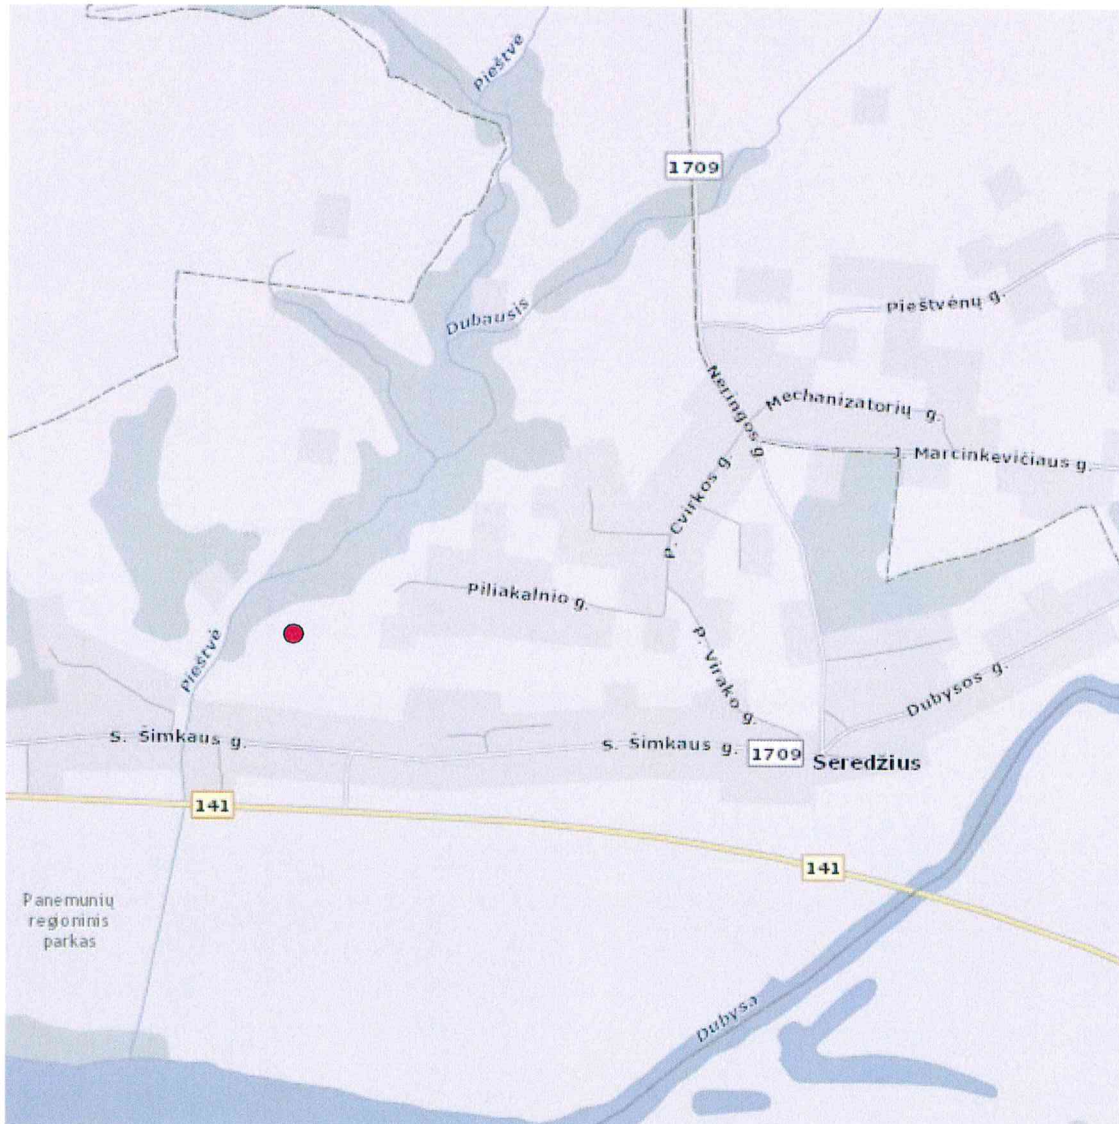 Pieštvė
1709
Dubausis
Pieštvėnų g.
Neringos g.
Mechanizatorių g.
J. Marcinkevičiaus g.
P. Cvirkos g.
Piliakalnio g.
Pieštvė
P. Virako g.
Dubysos g.
S. Šimkaus g.
S. Šimkaus g.
1709
Seredžius
141
141
Panemunių
regioninis
parkas
Dubysa